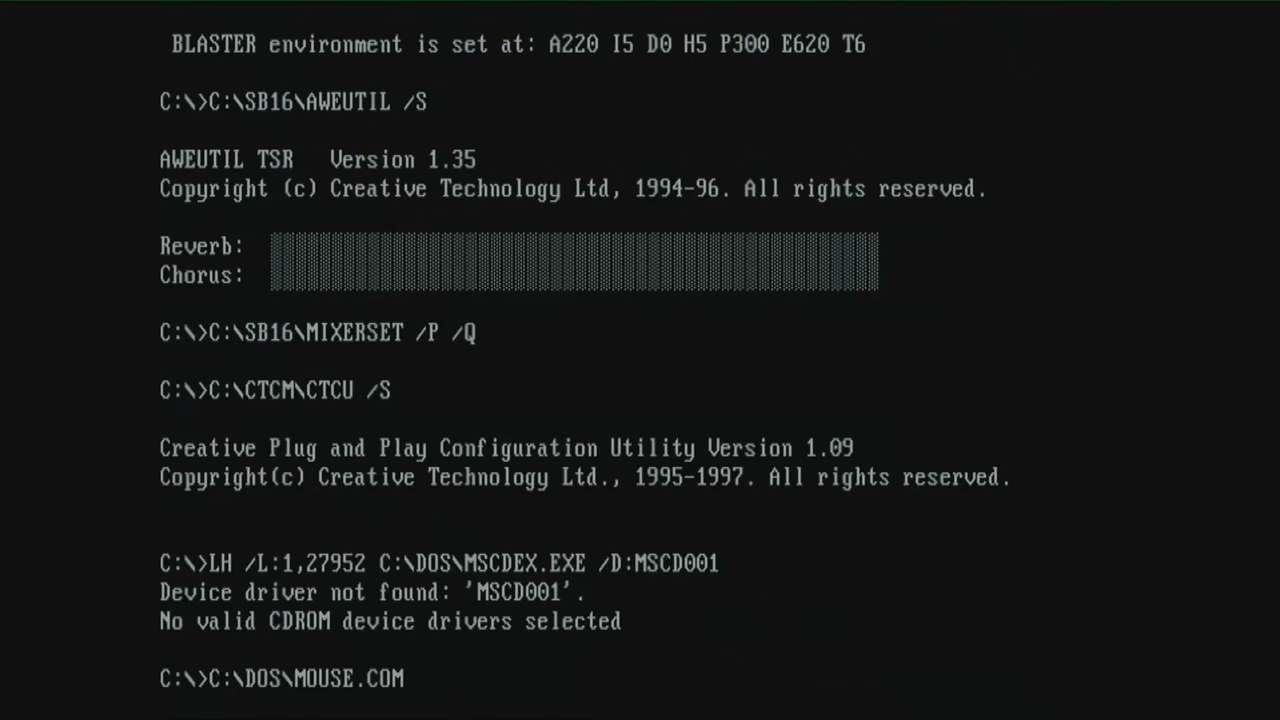 BLASTER environment is set at: A220 I5 D0 H5 P300 E620 T6
C:\>C:\SB16\AWEUTIL /S
AWEUTIL TSR   Version 1.35
Copyright (c) Creative Technology Ltd, 1994-96. All rights reserved.
Reverb:
Chorus:
C:\>C:\SB16\MIXERSET /P /Q
C:\>C:\CTCM\CTCU /S
Creative Plug and Play Configuration Utility Version 1.09
Copyright(c) Creative Technology Ltd., 1995-1997. All rights reserved.
C:\>LH /L:1,27952 C:\DOS\MSCDEX.EXE /D:MSCD001
Device driver not found: 'MSCD001'.
No valid CDROM device drivers selected
C:\>C:\DOS\MOUSE.COM